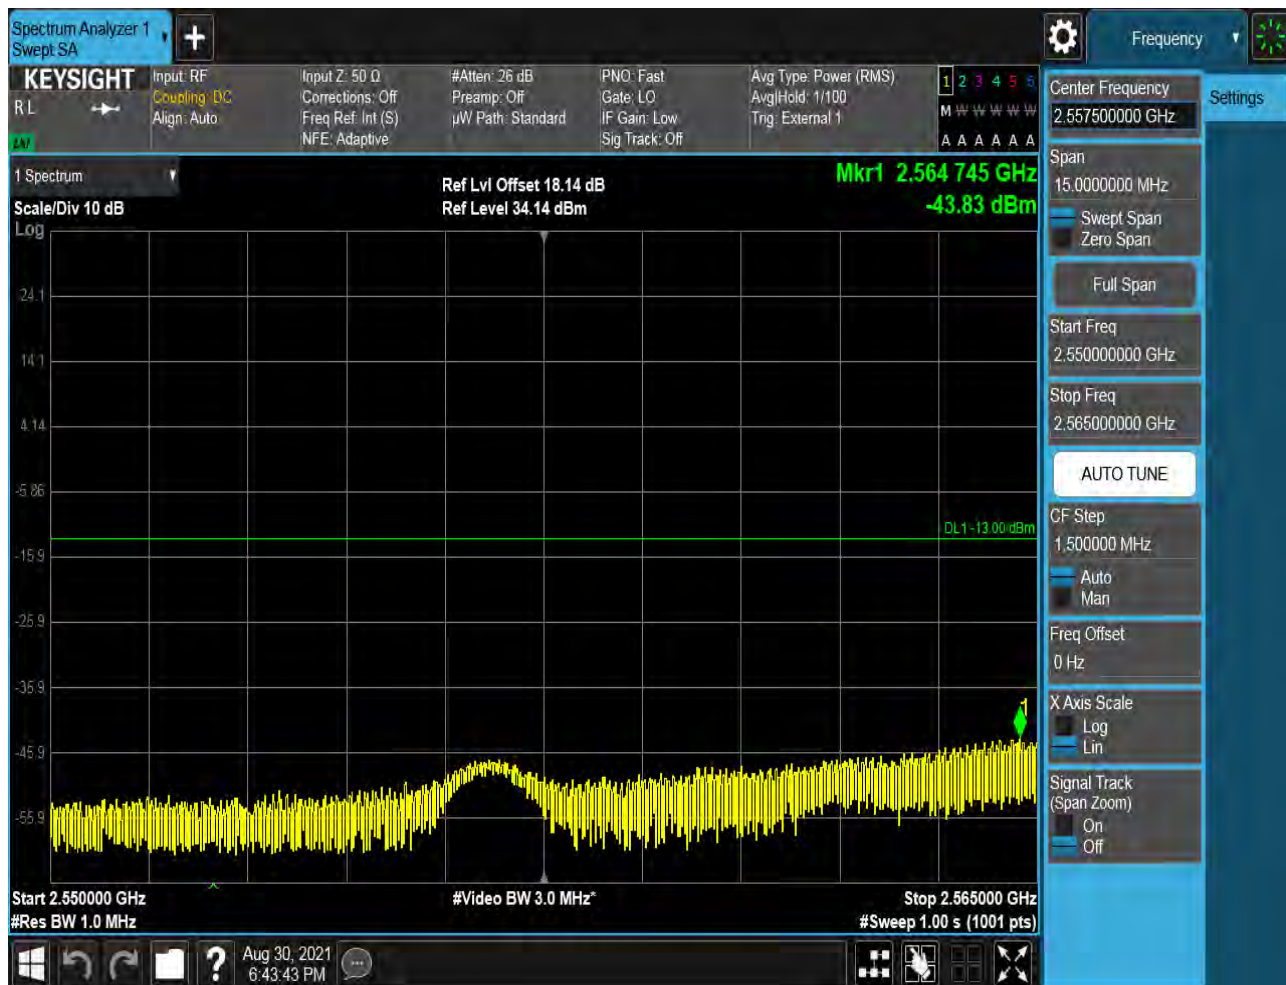 Spectrum Analyzer 1
Swept SA
Frequency
KEYSIGHT
R L
LXI
Input: RF
Coupling: DC
Align: Auto
Input Z: 50 Ω
Corrections: Off
Freq Ref: Int (S)
NFE: Adaptive
#Atten: 26 dB
Preamp: Off
µW Path: Standard
PNO: Fast
Gate: LO
IF Gain: Low
Sig Track: Off
Avg Type: Power (RMS)
Avg|Hold: 1/100
Trig: External 1
1 2 3 4 5 6
M W W W W W
A A A A A A
1 Spectrum
Scale/Div 10 dB
Log
Ref Lvl Offset 18.14 dB
Ref Level 34.14 dBm
Mkr1 2.564 745 GHz
-43.83 dBm
24.1
14.1
4.14
-5.86
-15.9
-25.9
-35.9
-45.9
-55.9
DL1 -13.00 dBm
1
Start 2.550000 GHz
#Res BW 1.0 MHz
#Video BW 3.0 MHz*
Stop 2.565000 GHz
#Sweep 1.00 s (1001 pts)
Aug 30, 2021
6:43:43 PM
Center Frequency
2.557500000 GHz
Settings
Span
15.0000000 MHz
Swept Span
Zero Span
Full Span
Start Freq
2.550000000 GHz
Stop Freq
2.565000000 GHz
AUTO TUNE
CF Step
1.500000 MHz
Auto
Man
Freq Offset
0 Hz
X Axis Scale
Log
Lin
Signal Track
(Span Zoom)
On
Off